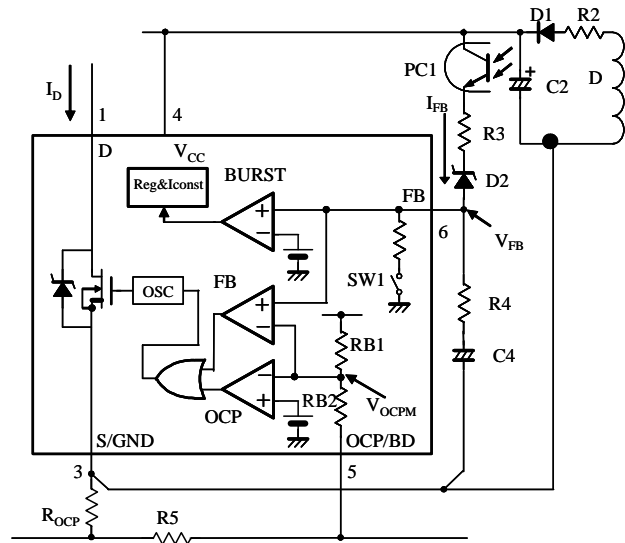 D1
R2
PC1
C2
D
I_D
I_FB
1
4
R3
D
V_CC
D2
Reg&Iconst
BURST
FB
+
+
−
6
V_FB
SW1
OSC
FB
R4
+
−
RB1
C4
−
+
RB2
V_OCPM
OCP
S/GND
OCP/BD
3
5
R_OCP
R5